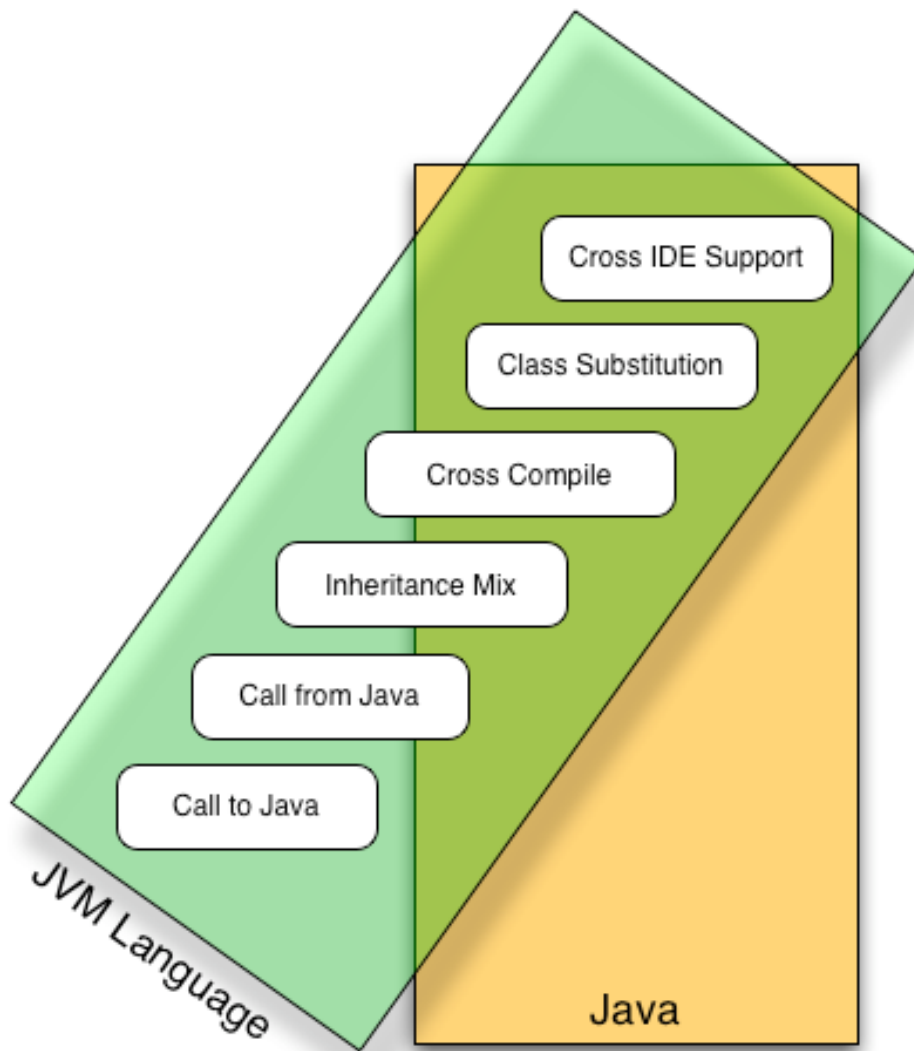 Cross IDE Support
Class Substitution
Cross Compile
Inheritance Mix
Call from Java
Call to Java
JVM Language
Java